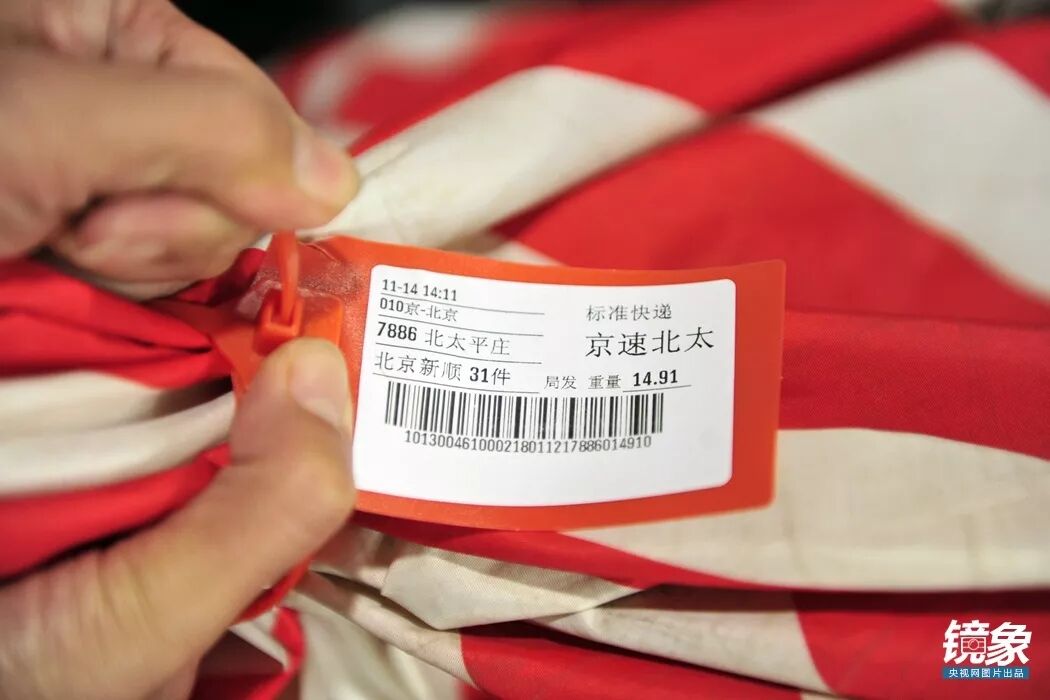 11-14 14:11
010京-北京
标准快递
7886 北太平庄
京速北太
北京新顺 31件 局发 重量 14.91
101300461000218011217886014910
镜象
央视网图片出品